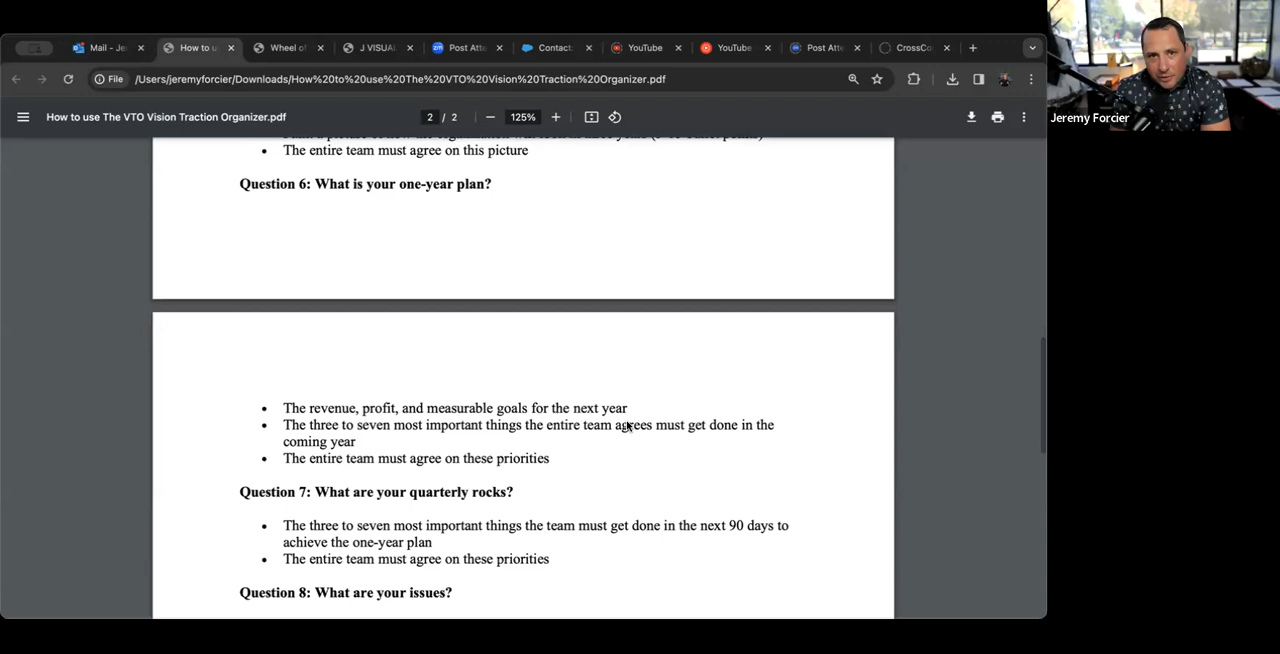 Mail - Je
How to u
Wheel of
J VISUAL
Post Atte
Contact
YouTube
YouTube
Post Atte
CrossCo
File /Users/jeremyforcier/Downloads/How%20to%20use%20The%20VTO%20Vision%20Traction%20Organizer.pdf
How to use The VTO Vision Traction Organizer.pdf
2 / 2
125%
Jeremy Forcier
• The entire team must agree on this picture
Question 6: What is your one-year plan?
• The revenue, profit, and measurable goals for the next year
• The three to seven most important things the entire team agrees must get done in the
coming year
• The entire team must agree on these priorities
Question 7: What are your quarterly rocks?
• The three to seven most important things the team must get done in the next 90 days to
achieve the one-year plan
• The entire team must agree on these priorities
Question 8: What are your issues?